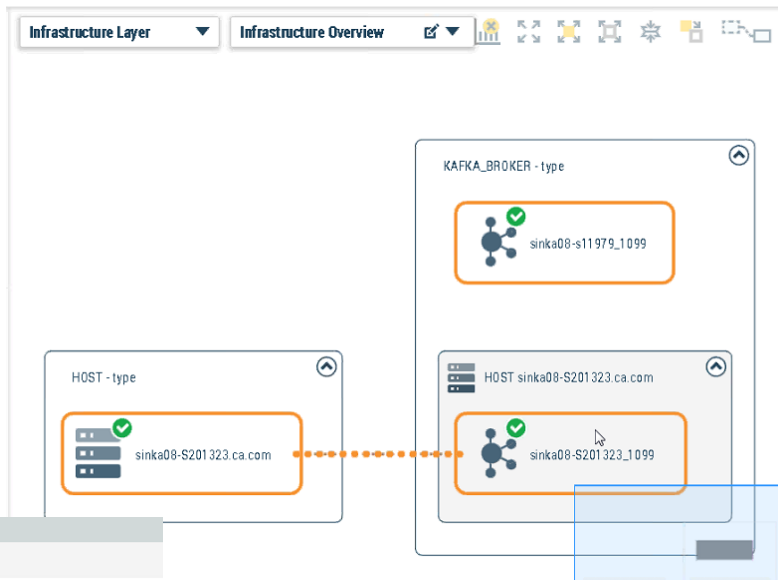 Infrastructure Layer
Infrastructure Overview
KAFKA_BROKER - type
sinka08-s11979_1099
HOST - type
HOST sinka08-S201323.ca.com
sinka08-S201323.ca.com
sinka08-S201323_1099